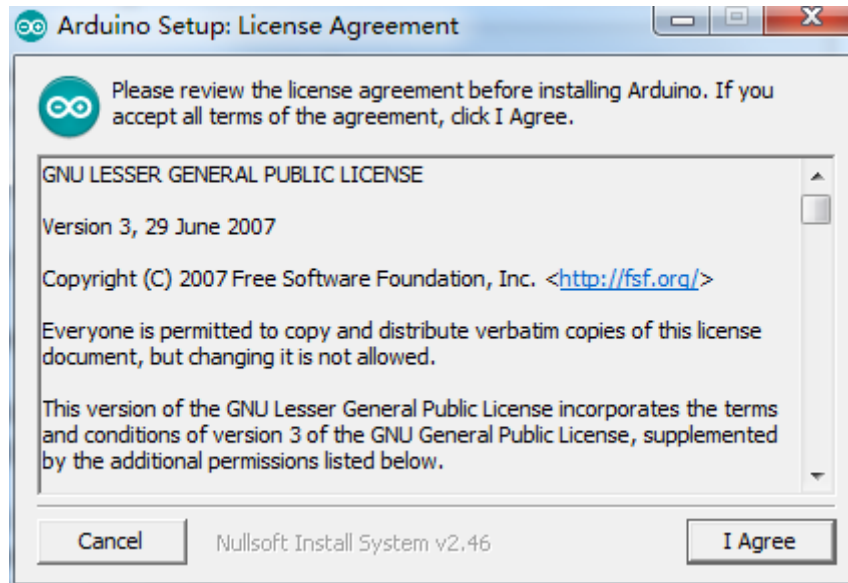 Arduino Setup: License Agreement
Please review the license agreement before installing Arduino. If you
accept all terms of the agreement, click I Agree.
GNU LESSER GENERAL PUBLIC LICENSE
Version 3, 29 June 2007
Copyright (C) 2007 Free Software Foundation, Inc. <http://fsf.org/>
Everyone is permitted to copy and distribute verbatim copies of this license
document, but changing it is not allowed.
This version of the GNU Lesser General Public License incorporates the terms
and conditions of version 3 of the GNU General Public License, supplemented
by the additional permissions listed below.
Cancel Nullsoft Install System v2.46 I Agree